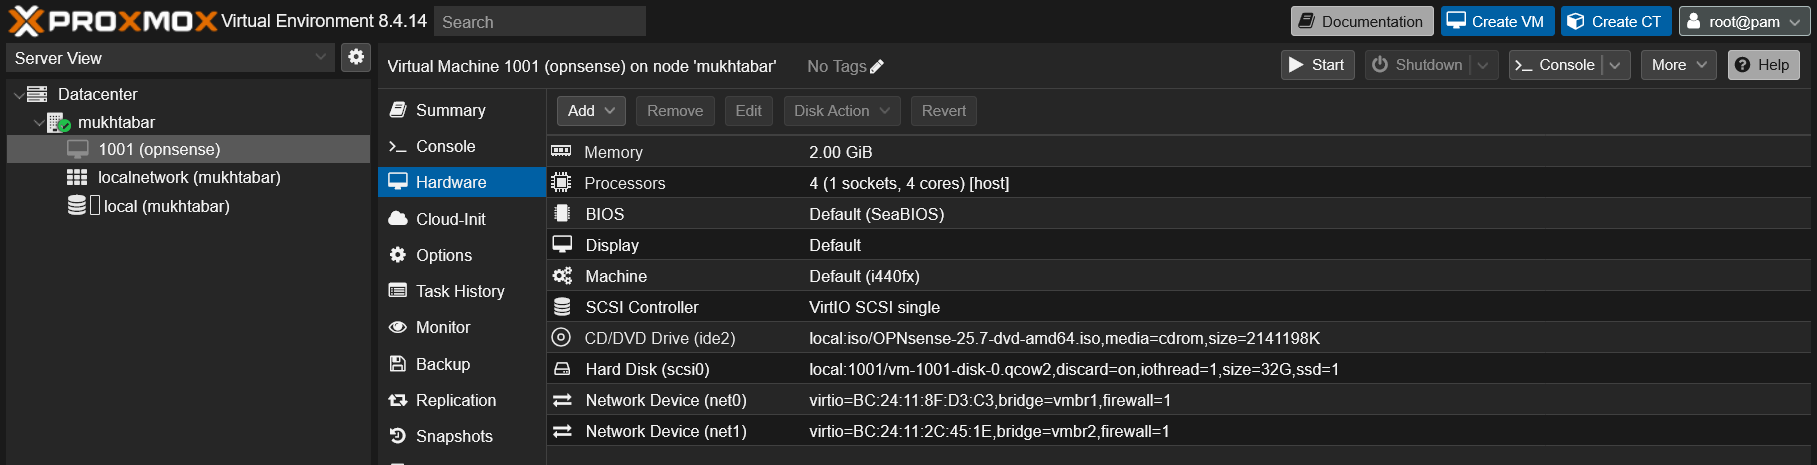 PROXMOX Virtual Environment 8.4.14 Search Documentation Create VM Create CT root@pam
Server View
Virtual Machine 1001 (opnsense) on node 'mukhtabar' No Tags Start Shutdown Console More Help
Datacenter
mukhtabar
1001 (opnsense)
localnetwork (mukhtabar)
local (mukhtabar)
Summary
Console
Hardware
Cloud-Init
Options
Task History
Monitor
Backup
Replication
Snapshots
Add Remove Edit Disk Action Revert
Memory 2.00 GiB
Processors 4 (1 sockets, 4 cores) [host]
BIOS Default (SeaBIOS)
Display Default
Machine Default (i440fx)
SCSI Controller VirtIO SCSI single
CD/DVD Drive (ide2) local:iso/OPNsense-25.7-dvd-amd64.iso,media=cdrom,size=2141198K
Hard Disk (scsi0) local:1001/vm-1001-disk-0.qcow2,discard=on,iothread=1,size=32G,ssd=1
Network Device (net0) virtio=BC:24:11:8F:D3:C3,bridge=vmbr1,firewall=1
Network Device (net1) virtio=BC:24:11:2C:45:1E,bridge=vmbr2,firewall=1